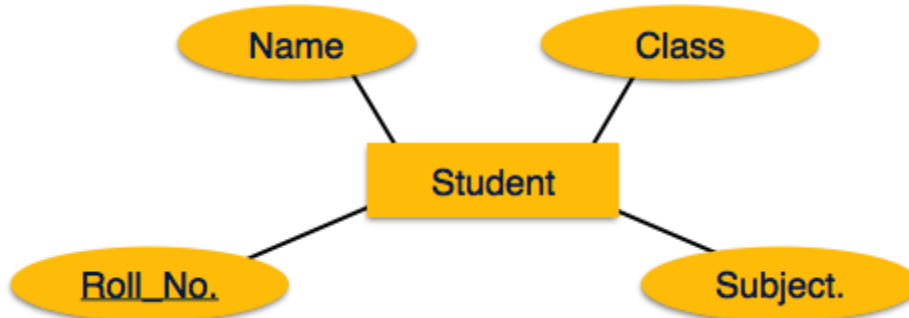 Name
Class
Student
Roll_No.
Subject.